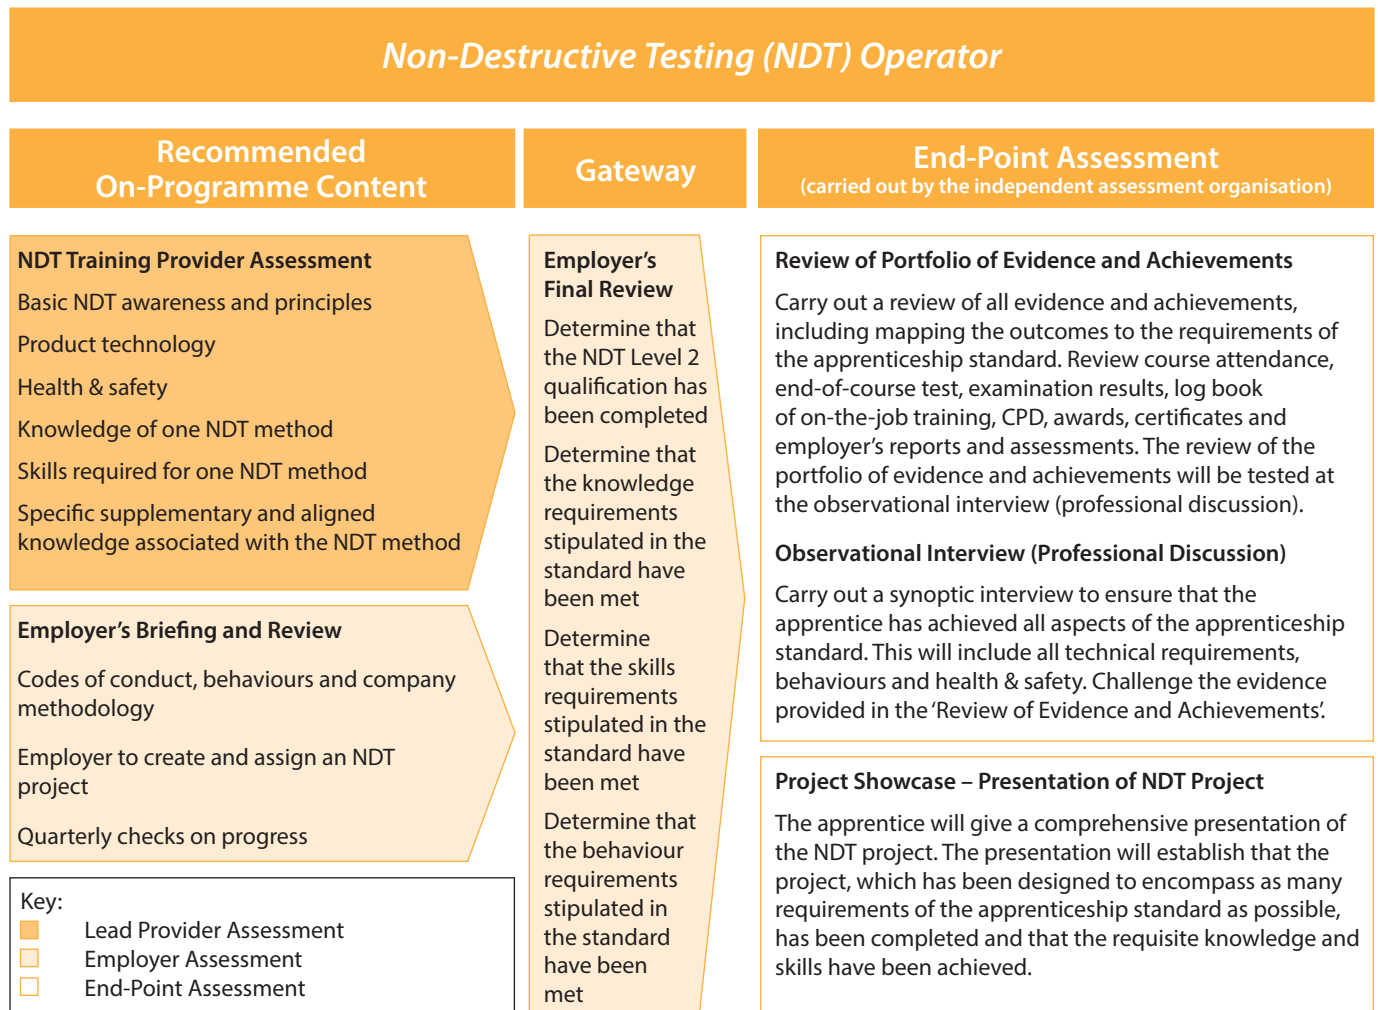 Non-Destructive Testing (NDT) Operator
Recommended
On-Programme Content
NDT Training Provider Assessment
Basic NDT awareness and principles
Product technology
Health & safety
Knowledge of one NDT method
Skills required for one NDT method
Specific supplementary and aligned
knowledge associated with the NDT method
Employer’s Briefing and Review
Codes of conduct, behaviours and company
methodology
Employer to create and assign an NDT
project
Quarterly checks on progress
Key:
Lead Provider Assessment
Employer Assessment
End-Point Assessment
Gateway
Employer’s
Final Review
Determine that
the NDT Level 2
qualification has
been completed
Determine that
the knowledge
requirements
stipulated in the
standard have
been met
Determine
that the skills
requirements
stipulated in the
standard have
been met
Determine that
the behaviour
requirements
stipulated in
the standard
have been
met
End-Point Assessment
(carried out by the independent assessment organisation)
Review of Portfolio of Evidence and Achievements
Carry out a review of all evidence and achievements,
including mapping the outcomes to the requirements of
the apprenticeship standard. Review course attendance,
end-of-course test, examination results, log book
of on-the-job training, CPD, awards, certificates and
employer’s reports and assessments. The review of the
portfolio of evidence and achievements will be tested at
the observational interview (professional discussion).
Observational Interview (Professional Discussion)
Carry out a synoptic interview to ensure that the
apprentice has achieved all aspects of the apprenticeship
standard. This will include all technical requirements,
behaviours and health & safety. Challenge the evidence
provided in the ‘Review of Evidence and Achievements’.
Project Showcase – Presentation of NDT Project
The apprentice will give a comprehensive presentation of
the NDT project. The presentation will establish that the
project, which has been designed to encompass as many
requirements of the apprenticeship standard as possible,
has been completed and that the requisite knowledge and
skills have been achieved.